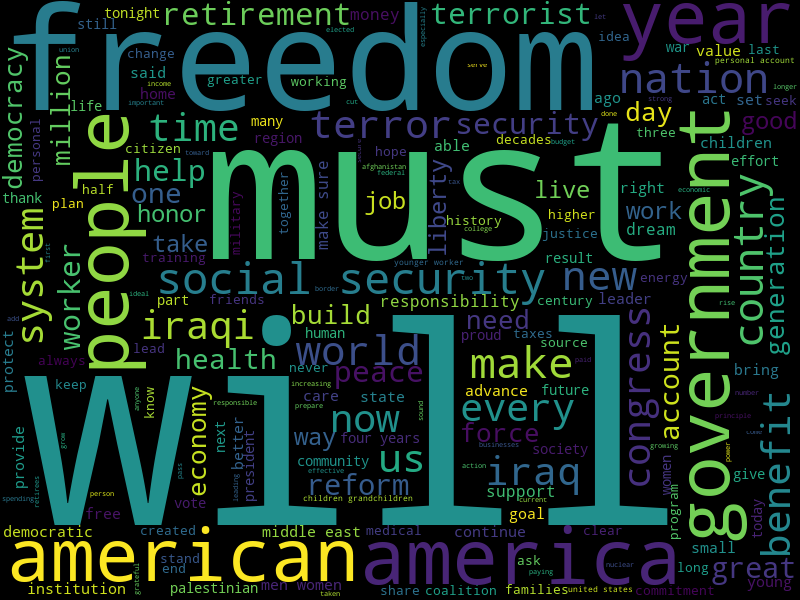 tonight retirement money terrorist let year
freedom
still elected especially idea war value last
union change serve personal account
said greater working
income home
important cut
democracy personal million life people
nation
ago act set seek longer
time many terror security done strong day good
citizen region able decades budget three children
thank plan half help hope afghanistan must toward federal economic effort
one make sure job liberty live right work
honor military together tax history higher dream
college justice
system worker take training younger worker result government country generation
first social security two new energy
border
ideal part friends responsibility century leader rise
add iraqi build
protect human need proud taxes source congress
lead never world will
always health peace make account bring
keep increasing care state advance future paid number
know anyone economy responsible prepare now every force benefit
provide next better president way us four years society women principle
grow community sound businesses growing
pass reform action iraq power
retirees leading effective support program give
spending person children grandchildren current
free vote goal today
democratic created middle east medical continue clear small
american america
stand ask long great
end nuclear
institution grateful palestinian men women share coalition paying families united states commitment young
taken